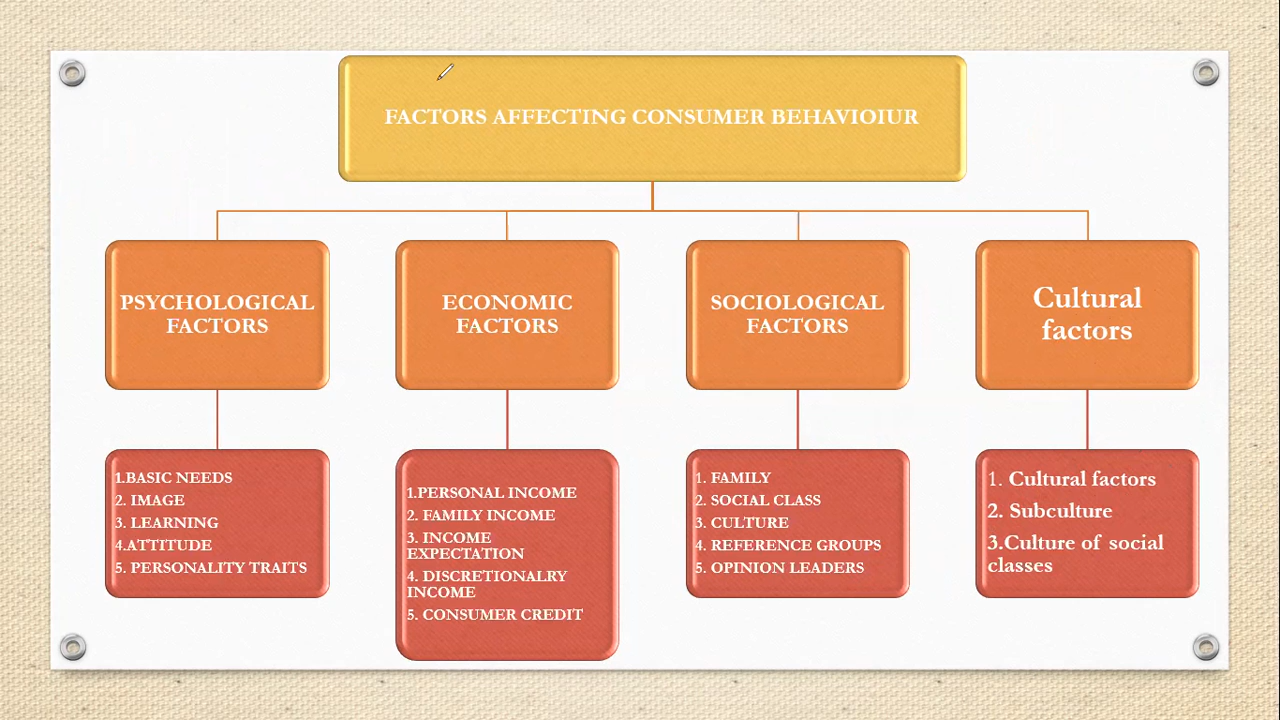 FACTORS AFFECTING CONSUMER BEHAVIOIUR
PSYCHOLOGICAL
FACTORS
1.BASIC NEEDS
2. IMAGE
3. LEARNING
4.ATTITUDE
5. PERSONALITY TRAITS
ECONOMIC
FACTORS
1.PERSONAL INCOME
2. FAMILY INCOME
3. INCOME
EXPECTATION
4. DISCRETIONALRY
INCOME
5. CONSUMER CREDIT
SOCIOLOGICAL
FACTORS
1. FAMILY
2. SOCIAL CLASS
3. CULTURE
4. REFERENCE GROUPS
5. OPINION LEADERS
Cultural
factors
1. Cultural factors
2. Subculture
3.Culture of social
classes